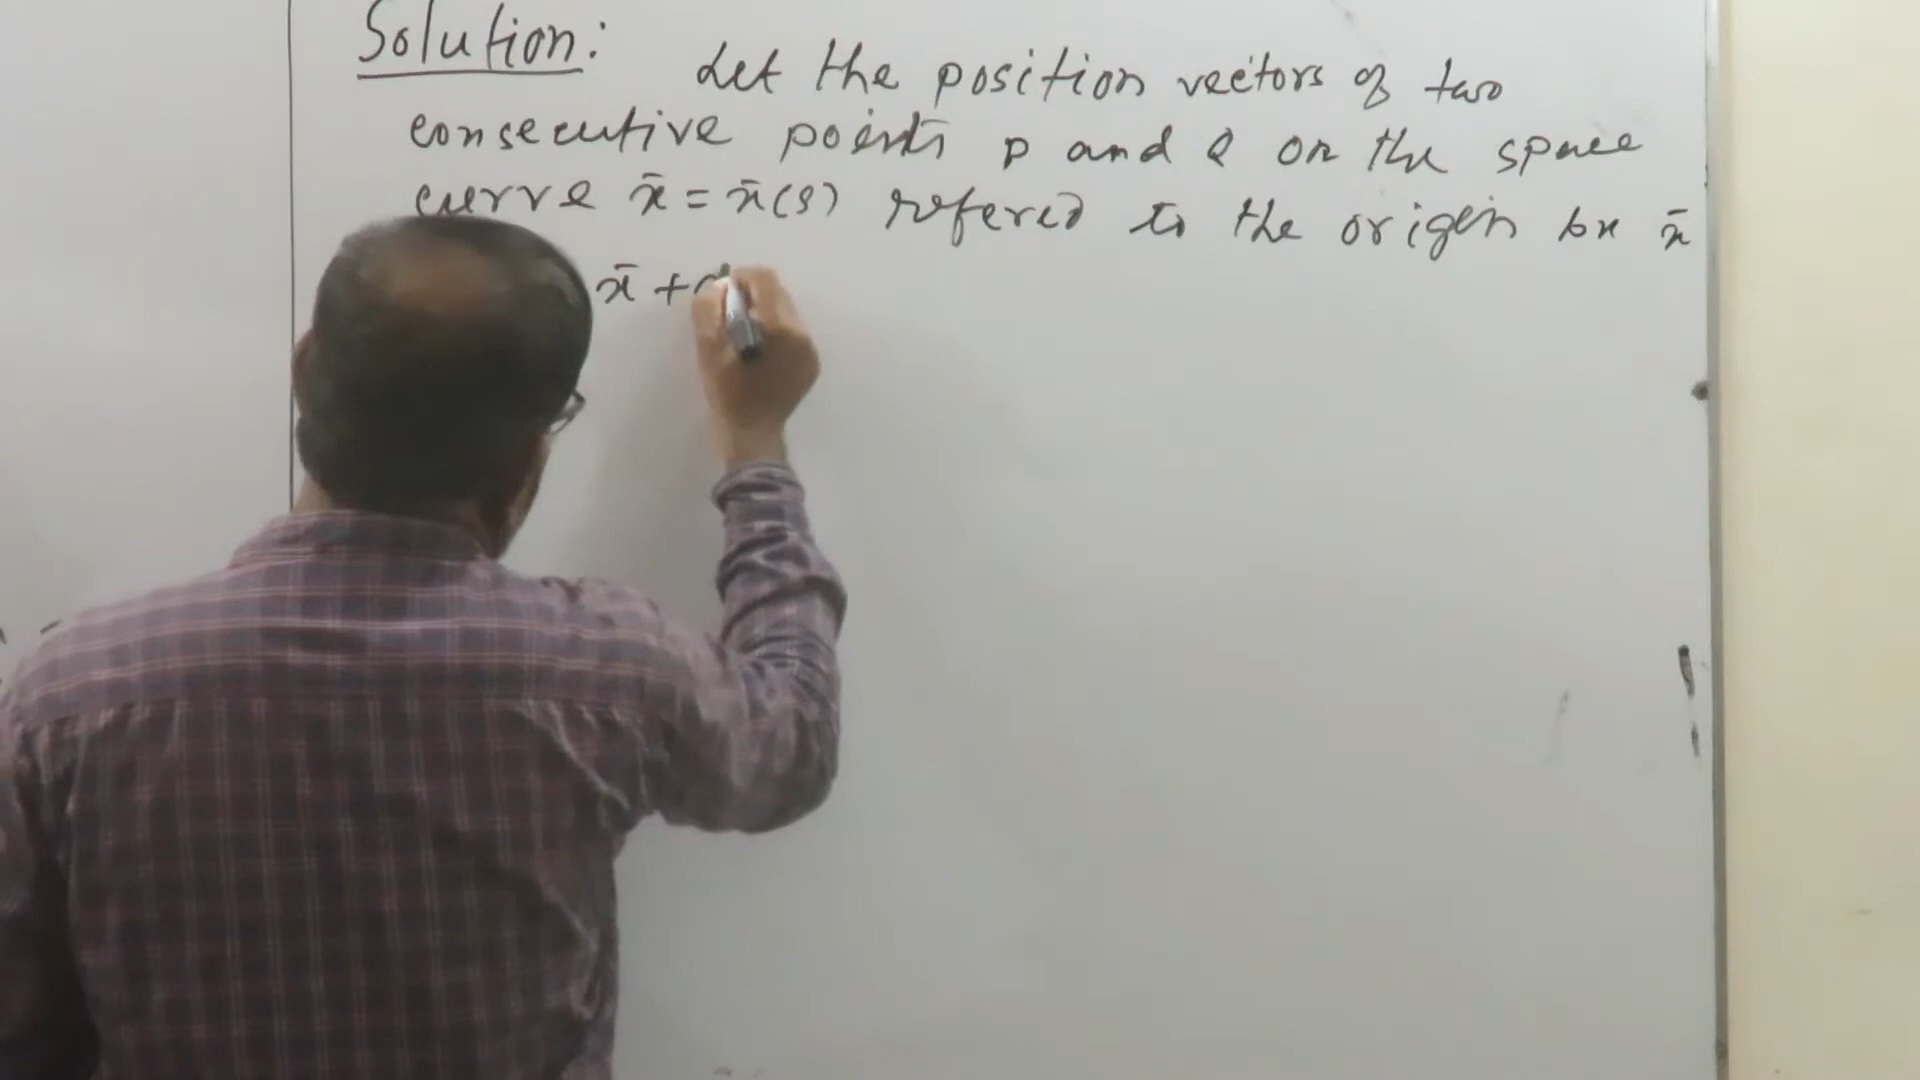 Solution:
Let the position vectors of two
consecutive points P and Q on the space
curve x̄ = x̄(s) refered to the origin be x̄
x̄ +